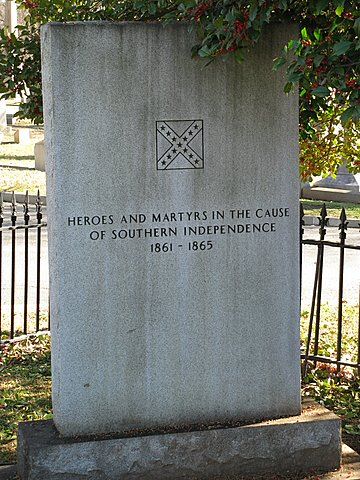 HEROES AND MARTYRS IN THE CAUSE
OF SOUTHERN INDEPENDENCE
1861 - 1865